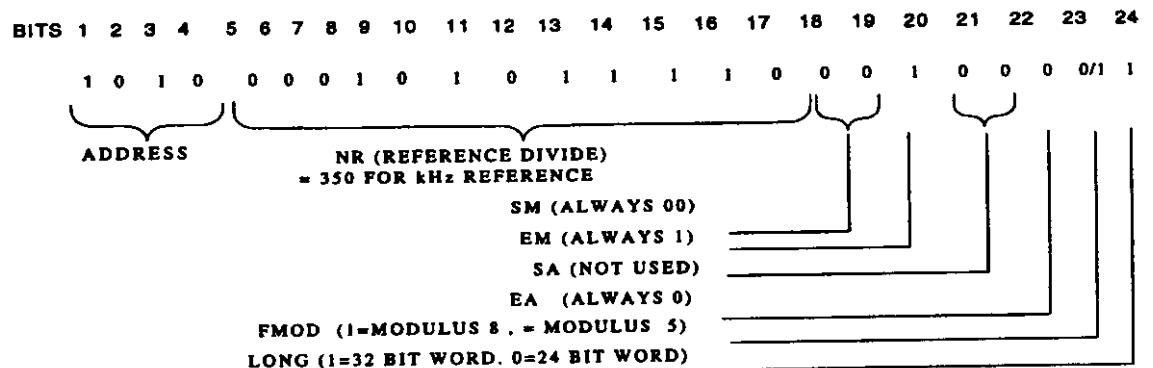 BITS 1 2 3 4 5 6 7 8 9 10 11 12 13 14 15 16 17 18 19 20 21 22 23 24
1 0 1 0 0 0 0 1 0 1 0 1 1 1 1 0 0 0 1 0 0 0 0/1 1
ADDRESS
NR (REFERENCE DIVIDE)
= 350 FOR kHz REFERENCE
SM (ALWAYS 00)
EM (ALWAYS 1)
SA (NOT USED)
EA (ALWAYS 0)
FMOD (1=MODULUS 8 , = MODULUS 5)
LONG (1=32 BIT WORD. 0=24 BIT WORD)